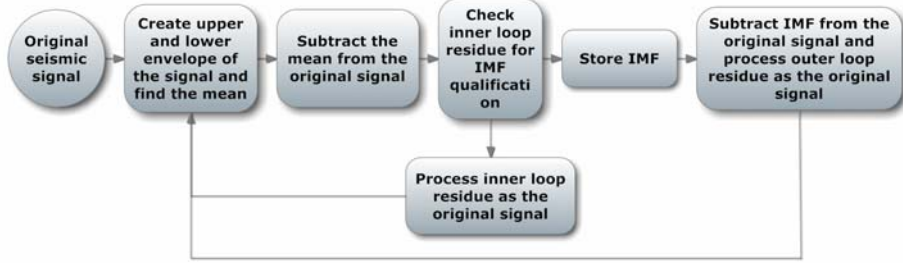 Original
seismic
signal
Create upper
and lower
envelope of
the signal and
find the mean
Subtract the
mean from the
original signal
Check
inner loop
residue for
IMF
qualificati
on
Store IMF
Subtract IMF from the
original signal and
process outer loop
residue as the original
signal
Process inner loop
residue as the
original signal